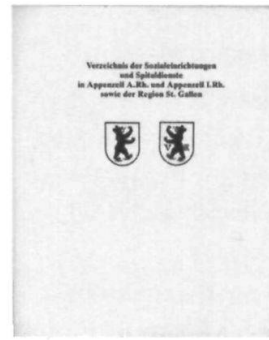 Verzeichnis der Sozialeinrichtungen
und Spitaldienste
in Appenzell A.Rh. und Appenzell I.Rh.
sowie der Region St. Gallen
V R